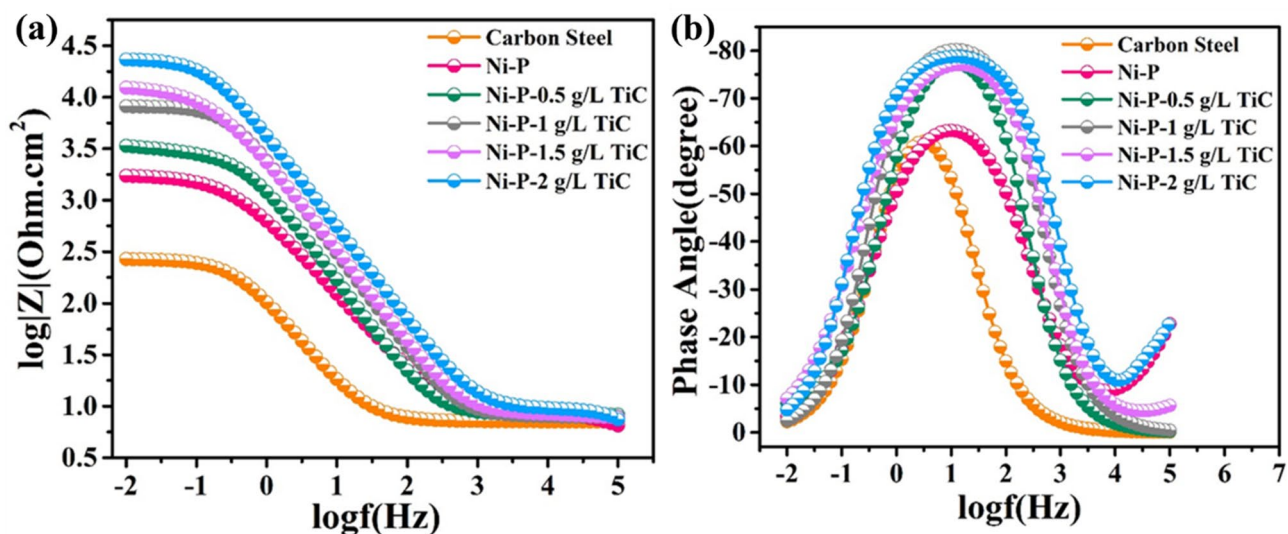 (a)
log|Z|(Ohm.cm²)
4.5
4.0
3.5
3.0
2.5
2.0
1.5
1.0
0.5
Carbon Steel
Ni-P
Ni-P-0.5 g/L TiC
Ni-P-1 g/L TiC
Ni-P-1.5 g/L TiC
Ni-P-2 g/L TiC
-2 -1 0 1 2 3 4 5
logf(Hz)
(b)
Phase Angle(degree)
-80
-70
-60
-50
-40
-30
-20
-10
0
Carbon Steel
Ni-P
Ni-P-0.5 g/L TiC
Ni-P-1 g/L TiC
Ni-P-1.5 g/L TiC
Ni-P-2 g/L TiC
-2 -1 0 1 2 3 4 5 6 7
logf(Hz)